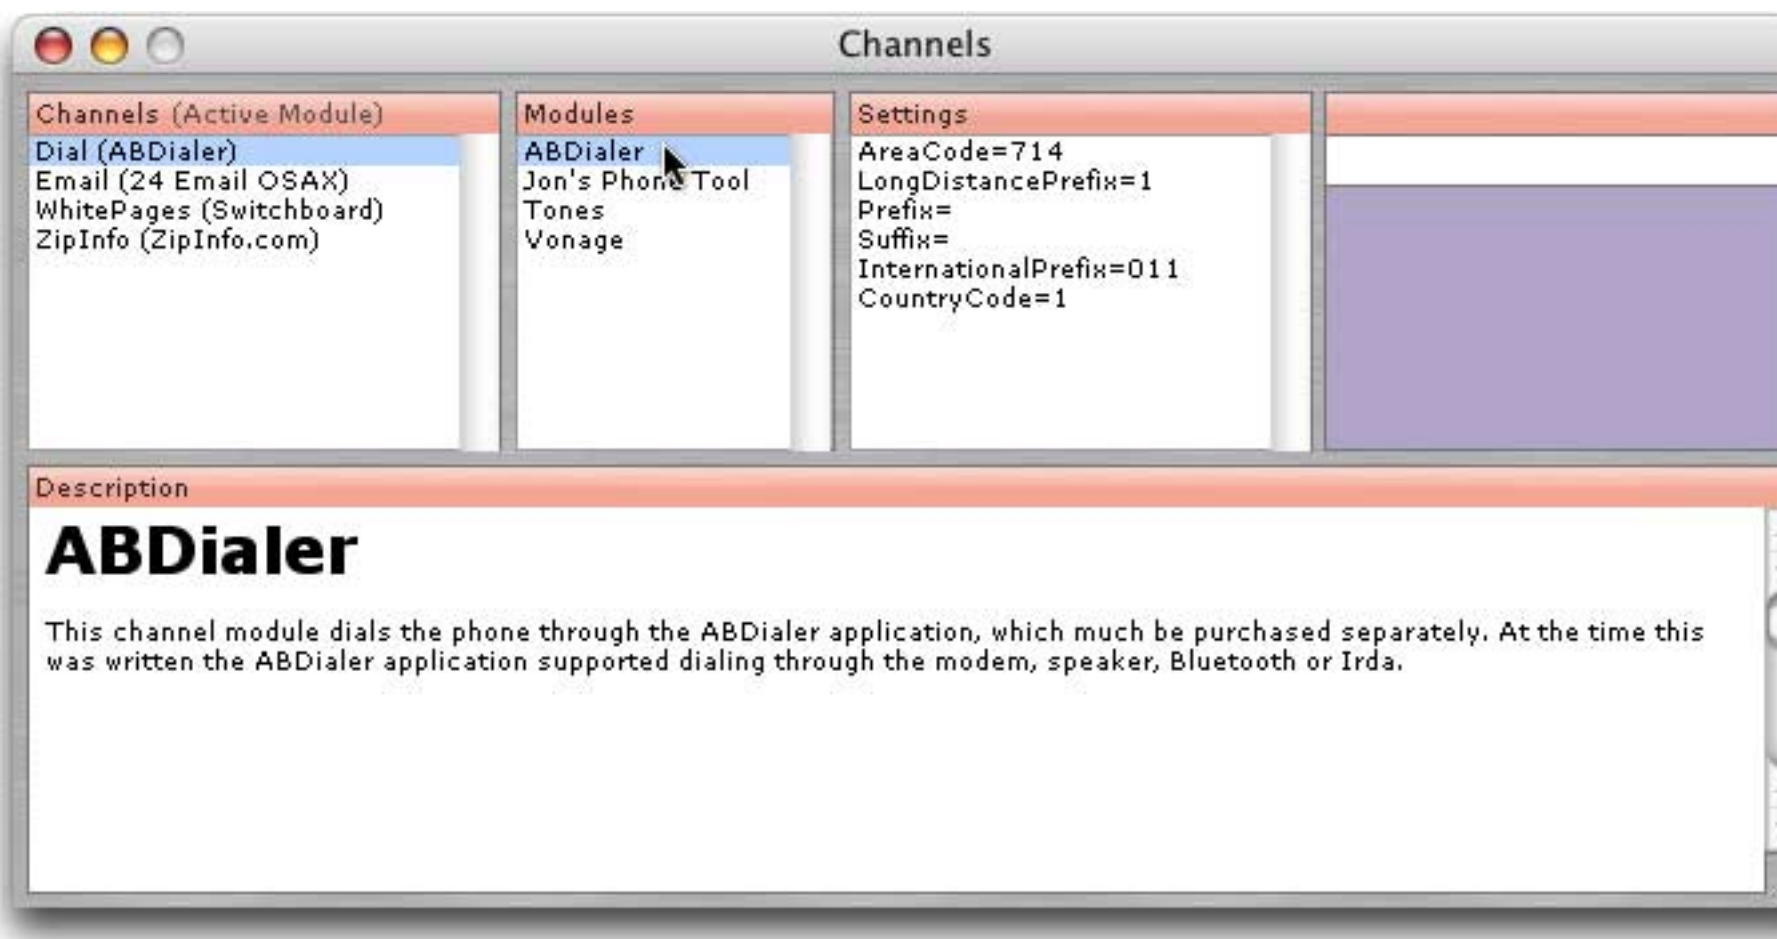 Channels
Channels (Active Module)
Dial (ABDialer)
Email (24 Email OSAX)
WhitePages (Switchboard)
ZipInfo (ZipInfo.com)
Modules
ABDialer
Jon's Phone Tool
Tones
Vonage
Settings
AreaCode=714
LongDistancePrefix=1
Prefix=
Suffix=
InternationalPrefix=011
CountryCode=1
Description
ABDialer
This channel module dials the phone through the ABDialer application, which much be purchased separately. At the time this
was written the ABDialer application supported dialing through the modem, speaker, Bluetooth or Irda.